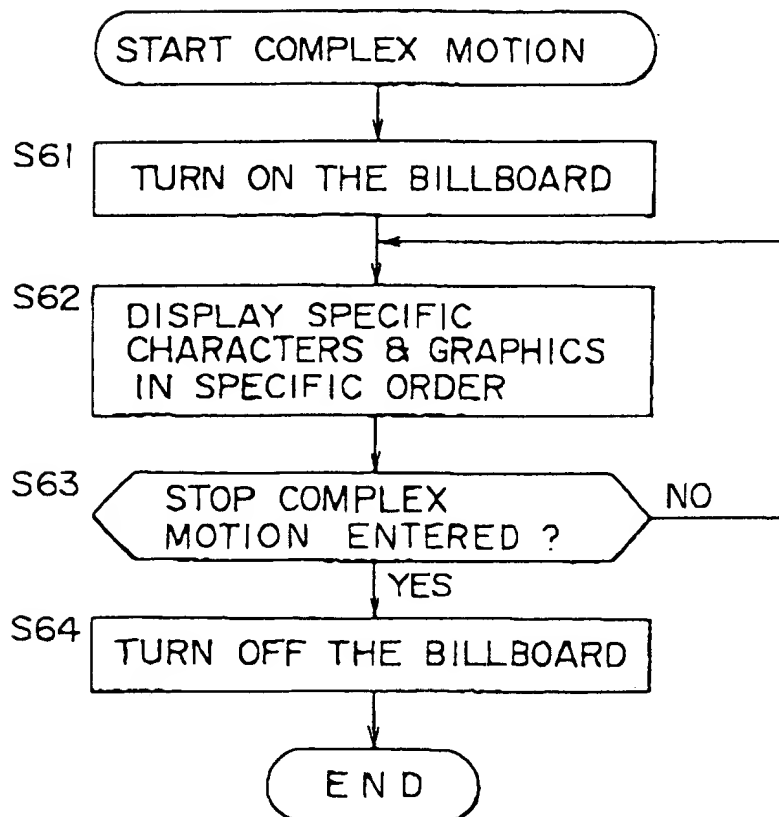 START COMPLEX MOTION
S61
TURN ON THE BILLBOARD
S62
DISPLAY SPECIFIC
CHARACTERS & GRAPHICS
IN SPECIFIC ORDER
S63
STOP COMPLEX
MOTION ENTERED ?
NO
YES
S64
TURN OFF THE BILLBOARD
END